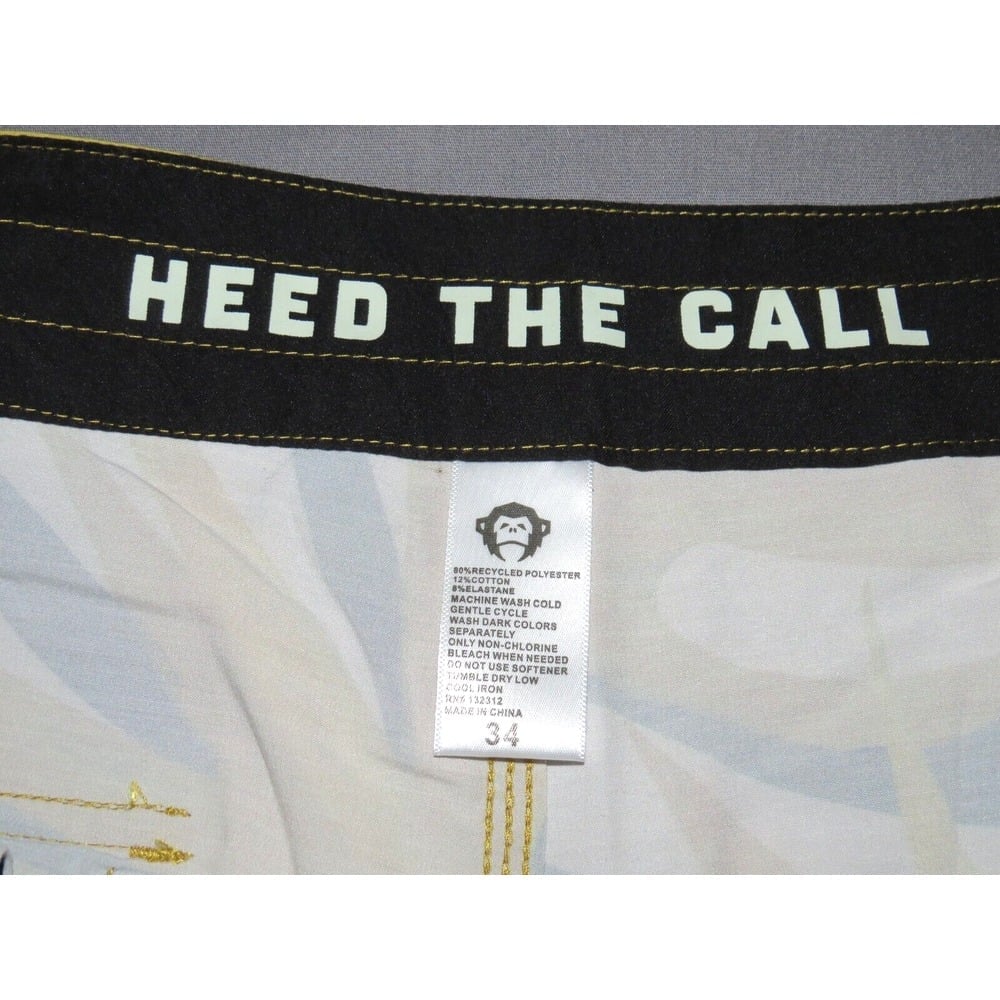 HEED THE CALL
80%RECYCLED POLYESTER
12%COTTON
8%ELASTANE
MACHINE WASH COLD
GENTLE CYCLE
WASH DARK COLORS
SEPARATELY
ONLY NON-CHLORINE
BLEACH WHEN NEEDED
DO NOT USE SOFTENER
TUMBLE DRY LOW
COOL IRON
RN# 132312
MADE IN CHINA
34